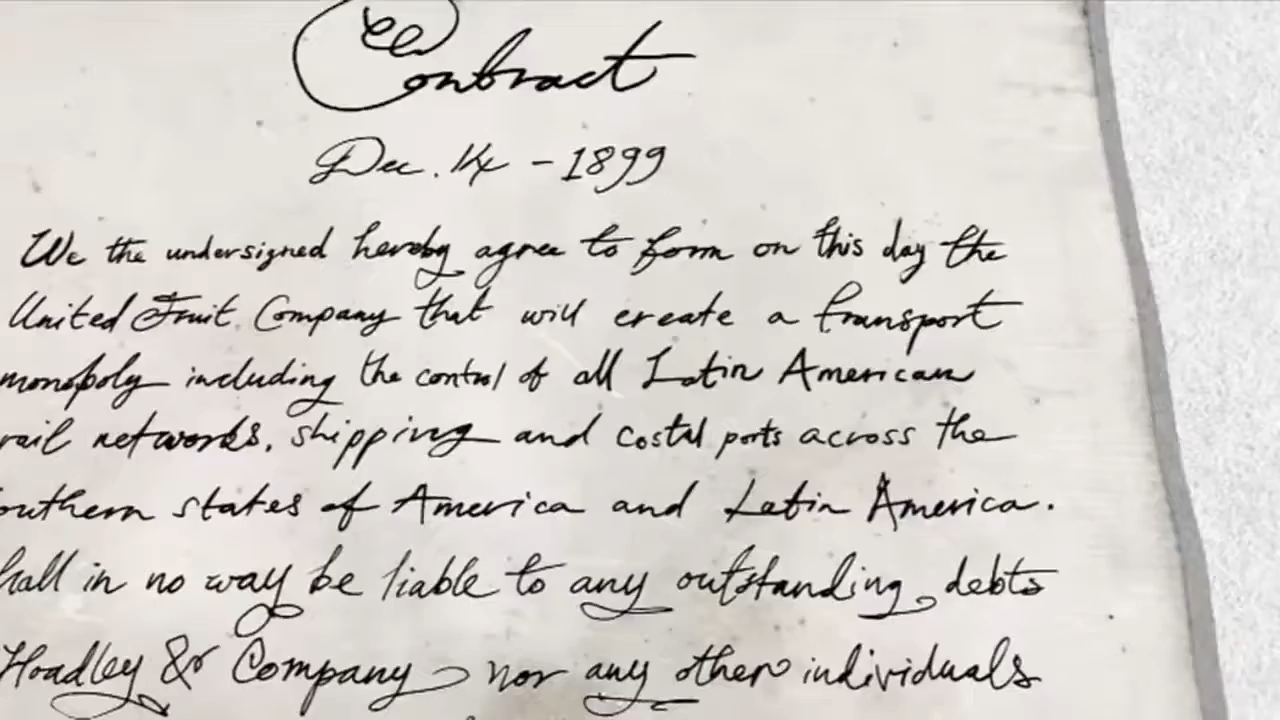 Contract
Dec. 14 - 1899
We the undersigned hereby agree to form on this day the
United Fruit Company that will create a transport
monopoly including the control of all Latin American
rail networks, shipping and costal ports across the
outhern states of America and Latin America.
hall in no way be liable to any outstanding debts
Hoadley & Company nor any other individuals